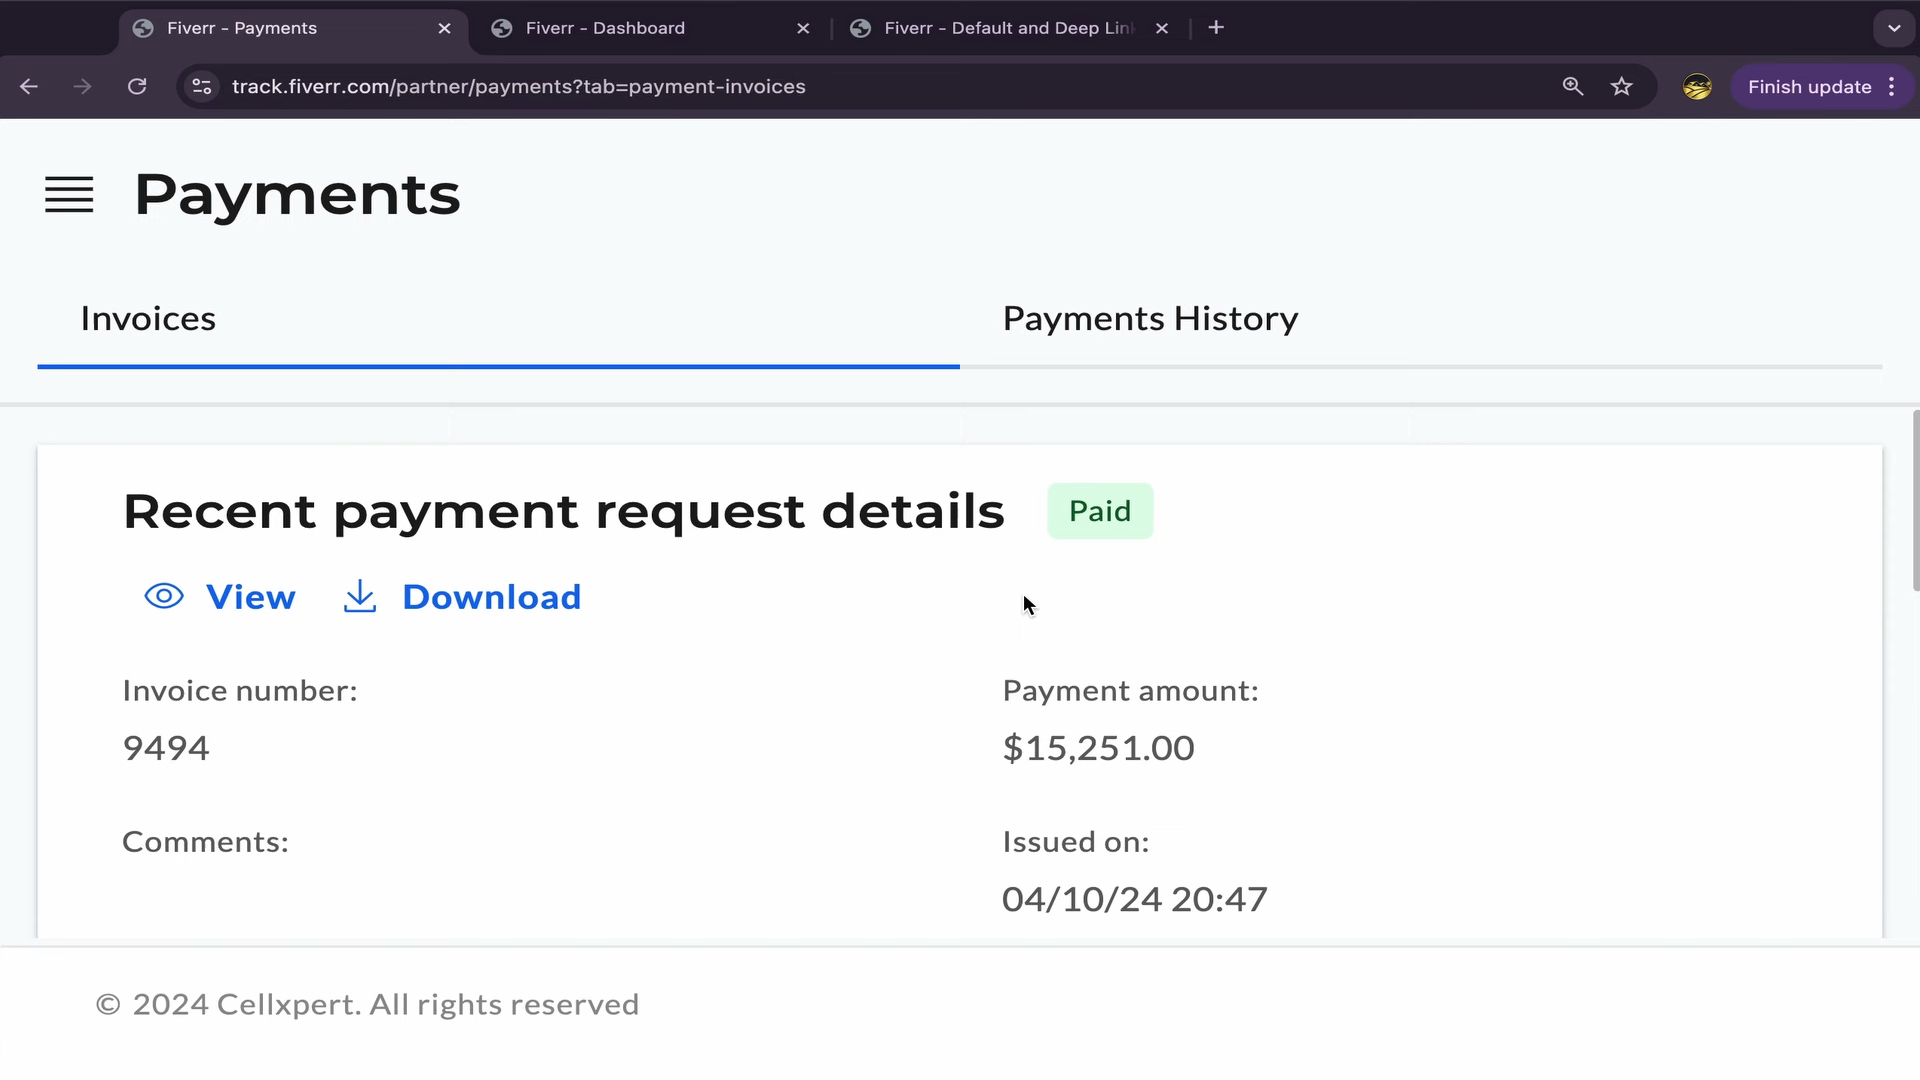 Fiverr - Payments
Fiverr - Dashboard
Fiverr - Default and Deep Lin
track.fiverr.com/partner/payments?tab=payment-invoices
Finish update
Payments
Invoices
Payments History
Recent payment request details
Paid
View
Download
Invoice number:
Payment amount:
9494
$15,251.00
Comments:
Issued on:
04/10/24 20:47
© 2024 Cellxpert. All rights reserved